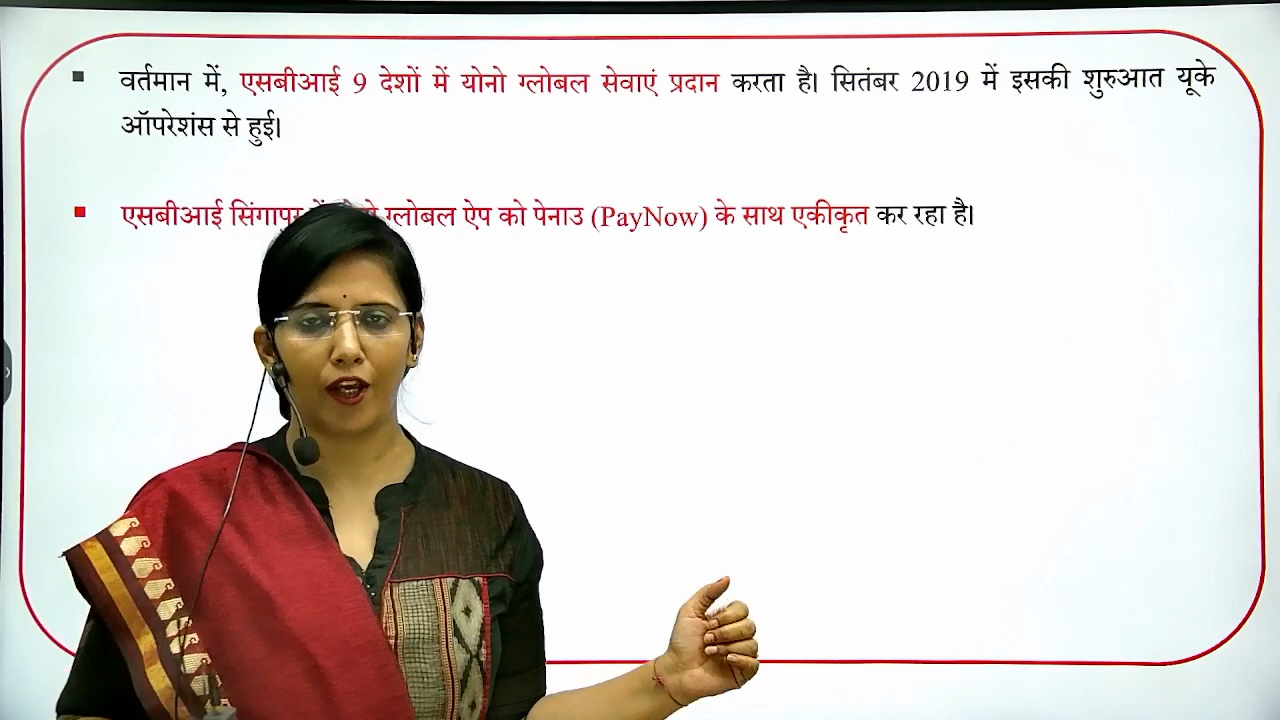 वर्तमान में, एसबीआई 9 देशों में योनो ग्लोबल सेवाएं प्रदान करता है। सितंबर 2019 में इसकी शुरुआत यूके
ऑपरेशंस से हुई।
एसबीआई सिंगापुर ग्लोबल ऐप को पेनाउ (PayNow) के साथ एकीकृत कर रहा है।